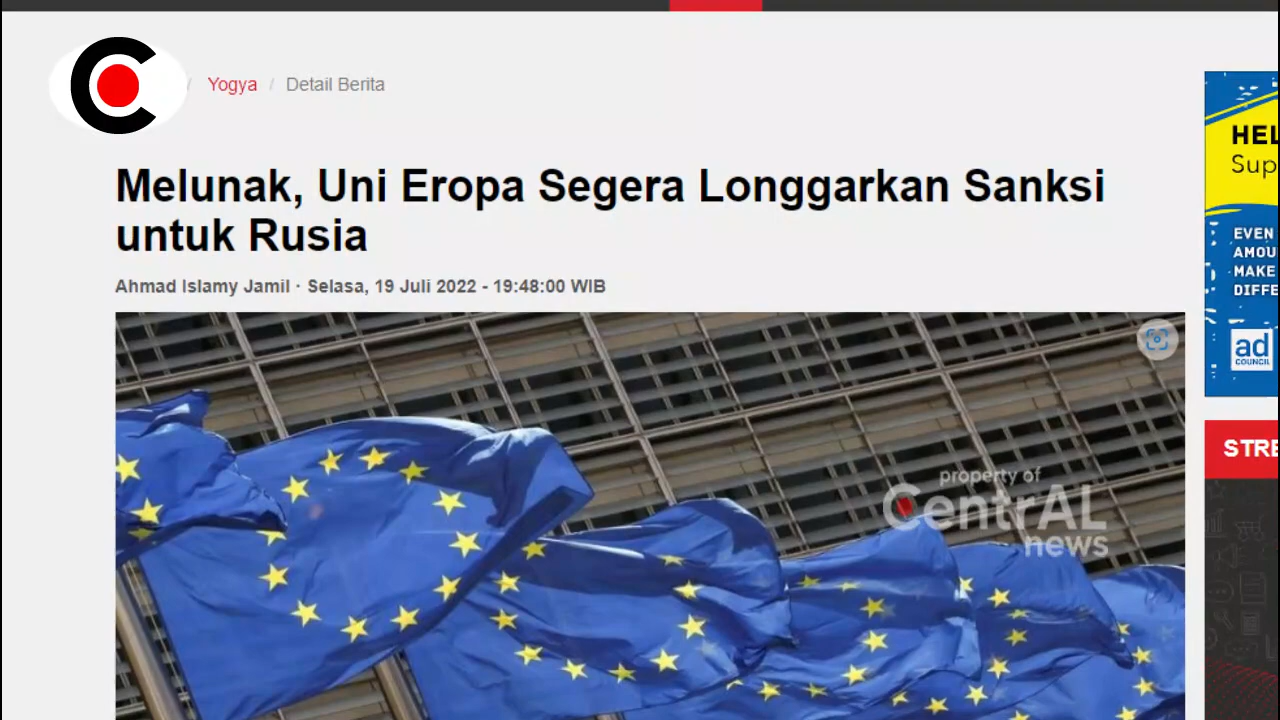 / Yogya / Detail Berita
Melunak, Uni Eropa Segera Longgarkan Sanksi
untuk Rusia
Ahmad Islamy Jamil · Selasa, 19 Juli 2022 - 19:48:00 WIB
property of
CentrAL
news
HEL
Sup
EVEN
AMOU
MAKE
DIFFE
ad
COUNCIL
STRE